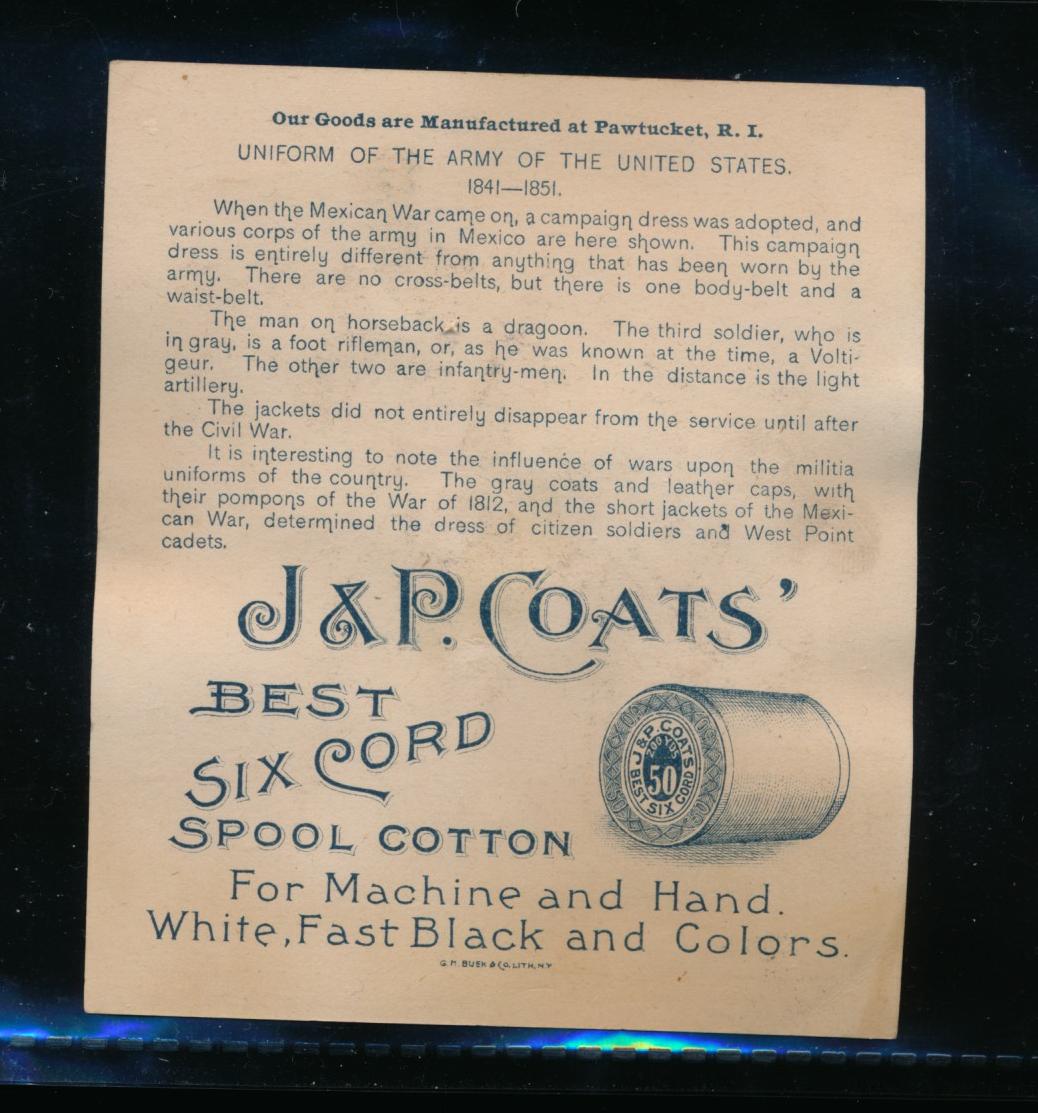 Our Goods are Manufactured at Pawtucket, R. I.
UNIFORM OF THE ARMY OF THE UNITED STATES.
1841—1851.
When the Mexican War came on, a campaign dress was adopted, and
various corps of the army in Mexico are here shown. This campaign
dress is entirely different from anything that has been worn by the
army. There are no cross-belts, but there is one body-belt and a
waist-belt.
The man on horseback is a dragoon. The third soldier, who is
in gray, is a foot rifleman, or, as he was known at the time, a Volti-
geur. The other two are infantry-men. In the distance is the light
artillery.
The jackets did not entirely disappear from the service until after
the Civil War.
It is interesting to note the influence of wars upon the militia
uniforms of the country. The gray coats and leather caps, with
their pompons of the War of 1812, and the short jackets of the Mexi-
can War, determined the dress of citizen soldiers and West Point
cadets.
J & P. COATS'
BEST
SIX CORD
SPOOL COTTON
J. & P. COATS
200 YDS
50
BEST SIX CORD
For Machine and Hand.
White, Fast Black and Colors.
G. H. BUEK & CO. LITH, N.Y